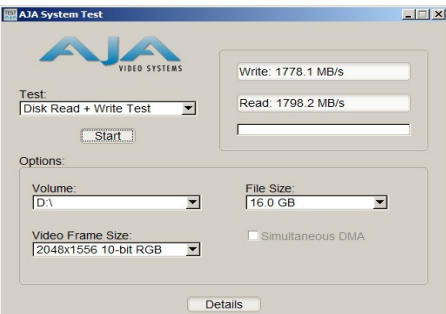 AJA System Test
AJA
VIDEO SYSTEMS
Test:
Disk Read + Write Test
Start
Write: 1778.1 MB/s
Read: 1798.2 MB/s
Options:
Volume:
D:\
File Size:
16.0 GB
Video Frame Size:
2048x1556 10-bit RGB
Simultaneous DMA
Details